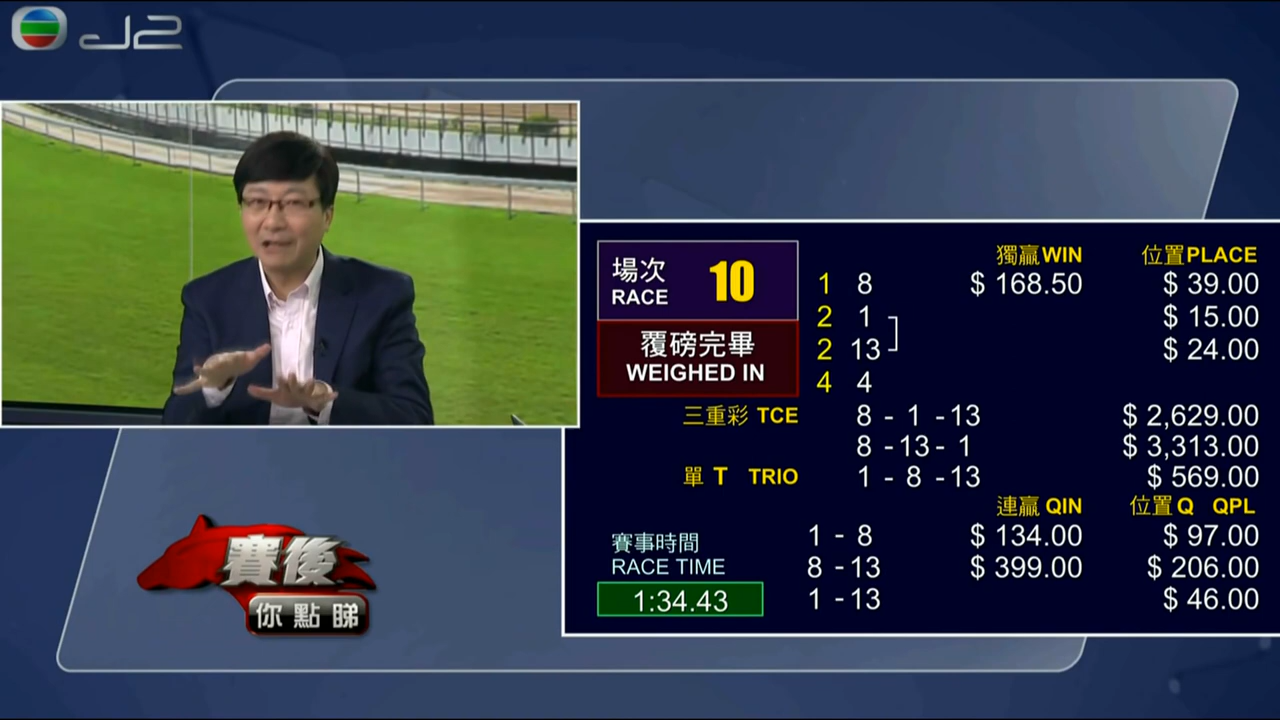 J2
獨贏WIN 位置PLACE
場次
RACE 10
1 8 $ 168.50 $ 39.00
2 1 $ 15.00
覆磅完畢
WEIGHED IN
2 13 $ 24.00
4 4
三重彩 TCE 8 - 1 -13 $ 2,629.00
8 -13- 1 $ 3,313.00
單 T TRIO 1 - 8 -13 $ 569.00
連贏 QIN 位置Q QPL
賽事時間
RACE TIME
1:34.43
1 - 8 $ 134.00 $ 97.00
8 -13 $ 399.00 $ 206.00
1 -13 $ 46.00
賽後
你點睇